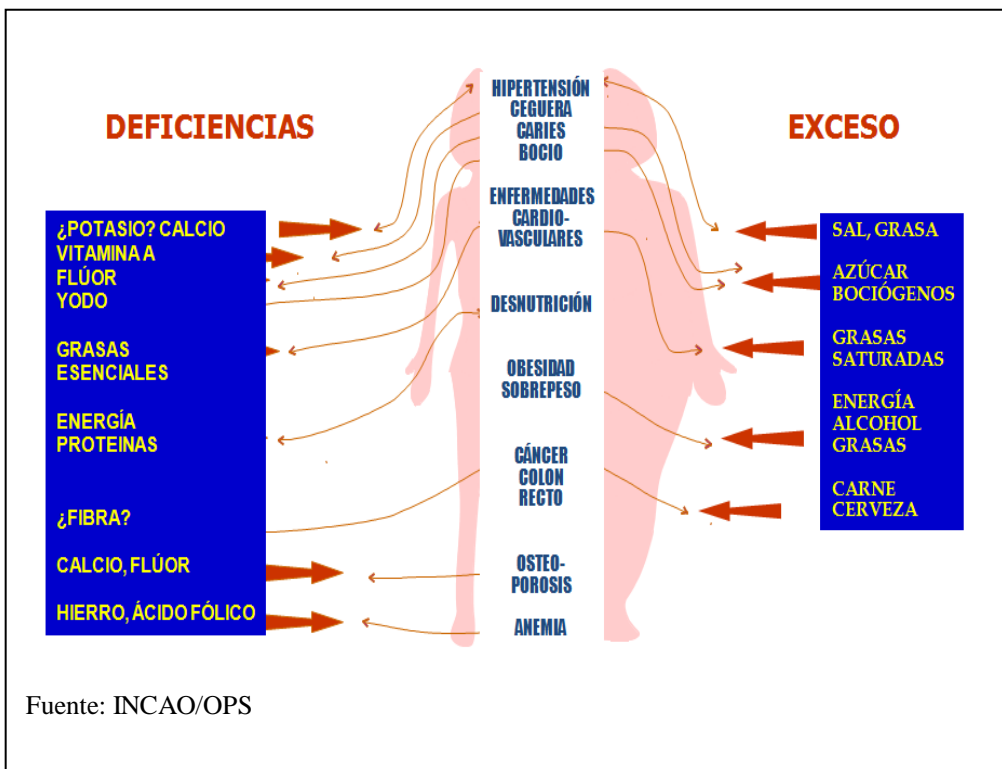 DEFICIENCIAS
¿POTASIO? CALCIO
VITAMINA A
FLÚOR
YODO
GRASAS
ESENCIALES
ENERGÍA
PROTEINAS
¿FIBRA?
CALCIO, FLÚOR
HIERRO, ÁCIDO FÓLICO
HIPERTENSIÓN
CEGUERA
CARIES
BOCIO
ENFERMEDADES
CARDIO-
VASCULARES
DESNUTRICIÓN
OBESIDAD
SOBREPESO
CÁNCER
COLON
RECTO
OSTEO-
POROSIS
ANEMIA
EXCESO
SAL, GRASA
AZÚCAR
BOCIÓGENOS
GRASAS
SATURADAS
ENERGÍA
ALCOHOL
GRASAS
CARNE
CERVEZA
Fuente: INCAO/OPS